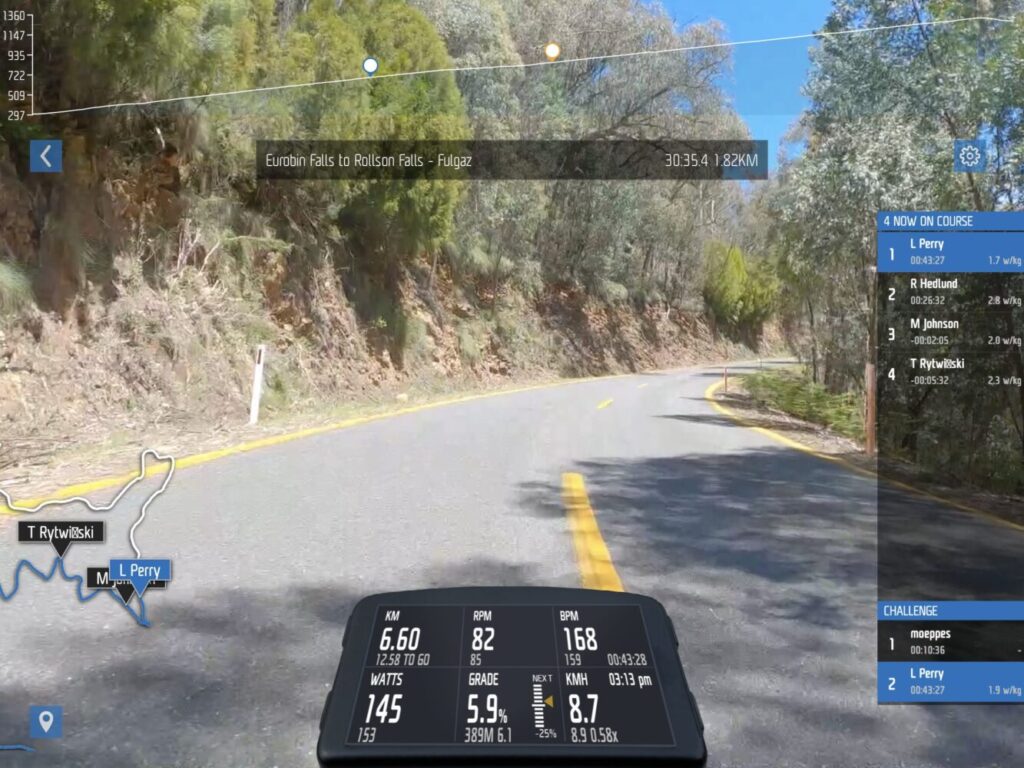 1360
1147
935
722
509
297
Eurobin Falls to Rollson Falls - Fulgaz 30:35.4 1.82KM
4 NOW ON COURSE
1 L Perry
00:43:27 1.7 w/kg
2 R Hedlund
00:26:32 2.8 w/kg
3 M Johnson
-00:02:05 2.0 w/kg
4 T Rytwiński
-00:05:32 2.3 w/kg
T Rytwiński
L Perry
M
CHALLENGE
1 moeppes
00:10:36 -
2 L Perry
00:43:27 1.9 w/kg
KM RPM BPM
6.60 82 168
12.58 TO GO 85 159 00:43:28
WATTS GRADE NEXT KMH 03:13 pm
145 5.9% 8.7
153 389M 6.1 -25% 8.9 0.58x